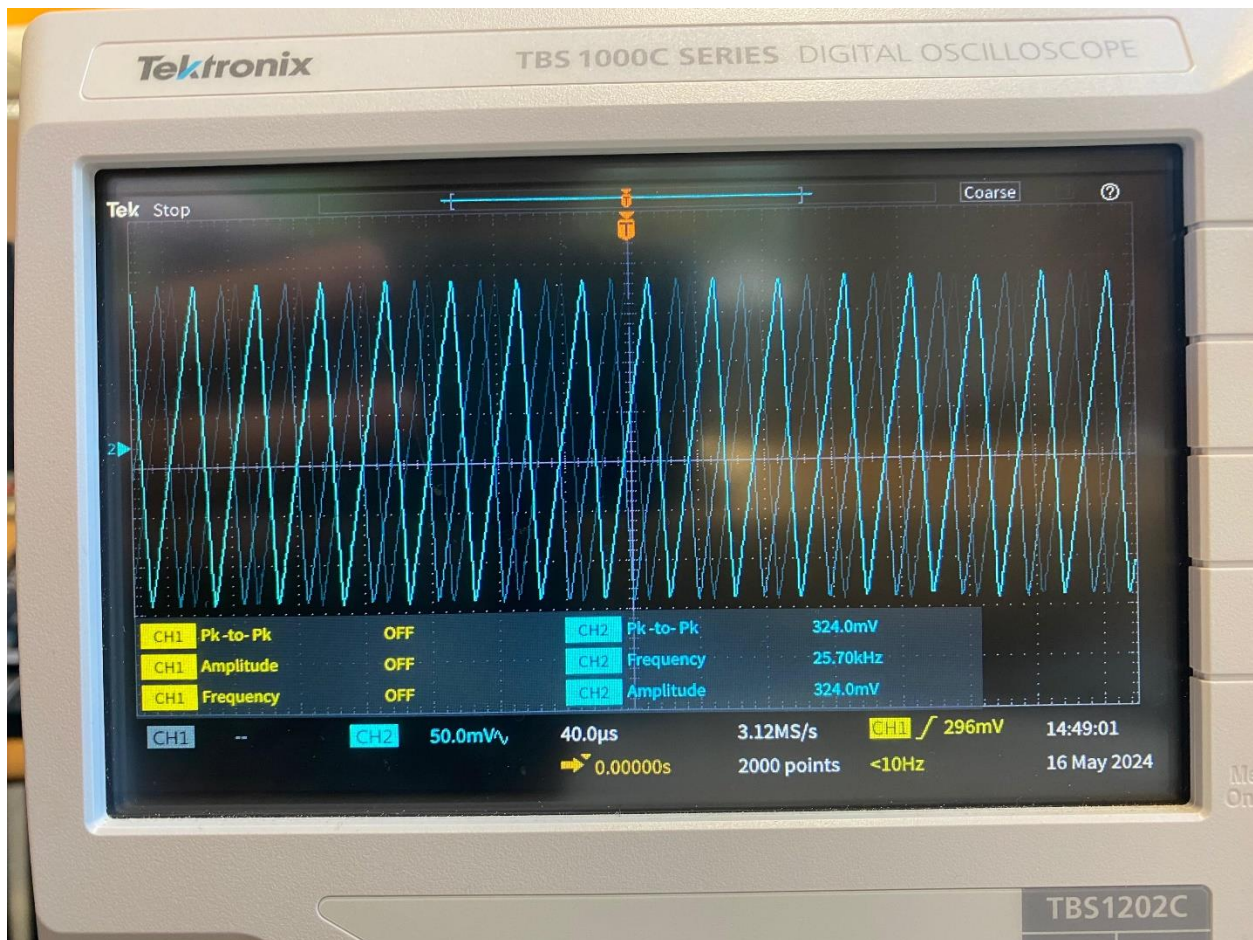 Tektronix
TBS 1000C SERIES DIGITAL OSCILLOSCOPE
Tek Stop
Coarse
?
T
T
2
CH1 Pk-to-Pk OFF CH2 Pk-to-Pk 324.0mV
CH1 Amplitude OFF CH2 Frequency 25.70kHz
CH1 Frequency OFF CH2 Amplitude 324.0mV
CH1 -- CH2 50.0mV 40.0µs 3.12MS/s CH1 296mV 14:49:01
0.00000s 2000 points <10Hz 16 May 2024
TBS1202C